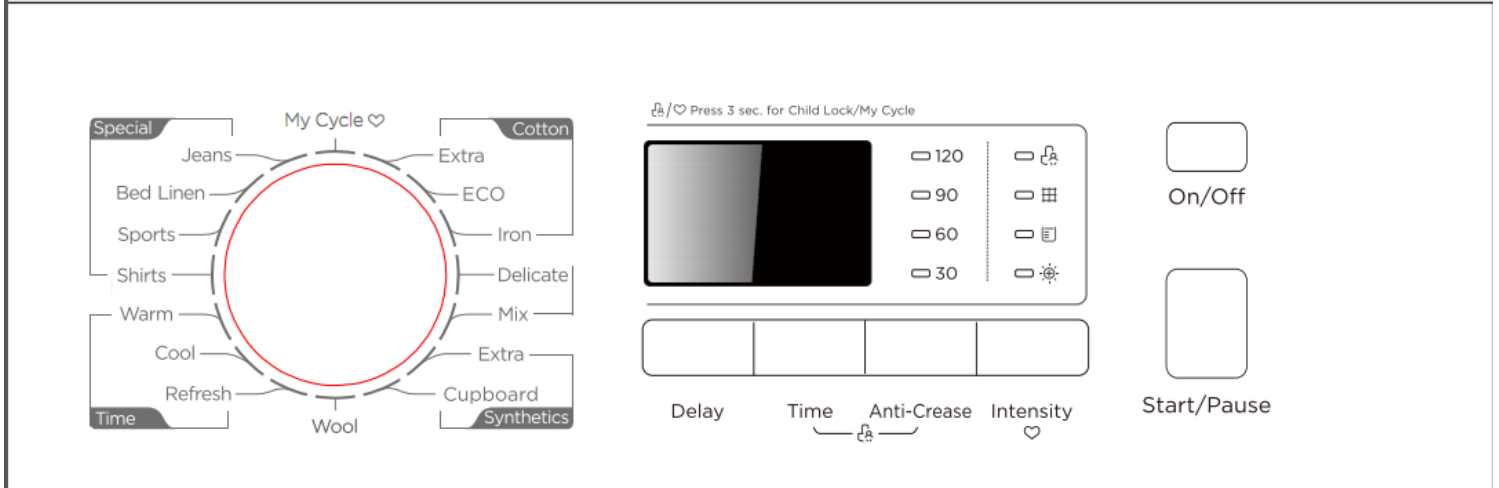 Press 3 sec. for Child Lock/My Cycle
Special
My Cycle
Cotton
Jeans
Extra
Bed Linen
ECO
Sports
Iron
Shirts
Delicate
Warm
Mix
Cool
Extra
Refresh
Cupboard
Time
Wool
Synthetics
120
90
60
30
On/Off
Delay
Time
Anti-Crease
Intensity
Start/Pause